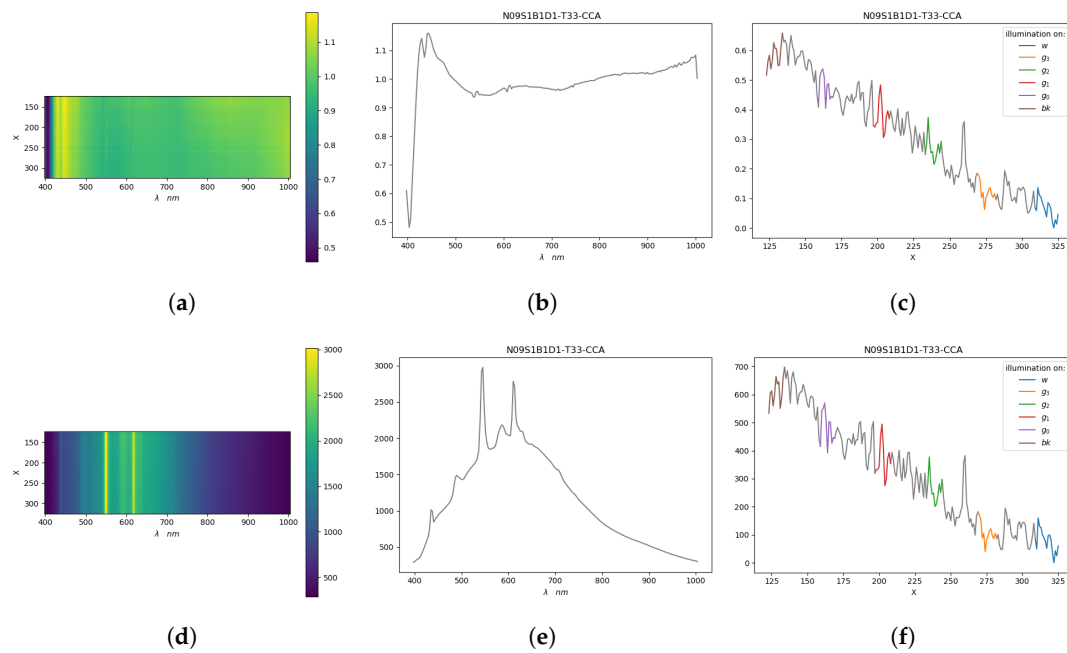 1.1
1.0
0.9
0.8
0.7
0.6
0.5
150
200
250
300
X
400 500 600 700 800 900 1000
λ nm
(a)
N09S1B1D1-T33-CCA
1.1
1.0
0.9
0.8
0.7
0.6
0.5
400 500 600 700 800 900 1000
λ nm
(b)
N09S1B1D1-T33-CCA
illumination on:
w
g₃
g₂
g₁
g₀
bk
0.6
0.5
0.4
0.3
0.2
0.1
0.0
125 150 175 200 225 250 275 300 325
X
(c)
3000
2500
2000
1500
1000
500
150
200
250
300
X
400 500 600 700 800 900 1000
λ nm
(d)
N09S1B1D1-T33-CCA
3000
2500
2000
1500
1000
500
400 500 600 700 800 900 1000
λ nm
(e)
N09S1B1D1-T33-CCA
illumination on:
w
g₃
g₂
g₁
g₀
bk
700
600
500
400
300
200
100
0
125 150 175 200 225 250 275 300 325
X
(f)